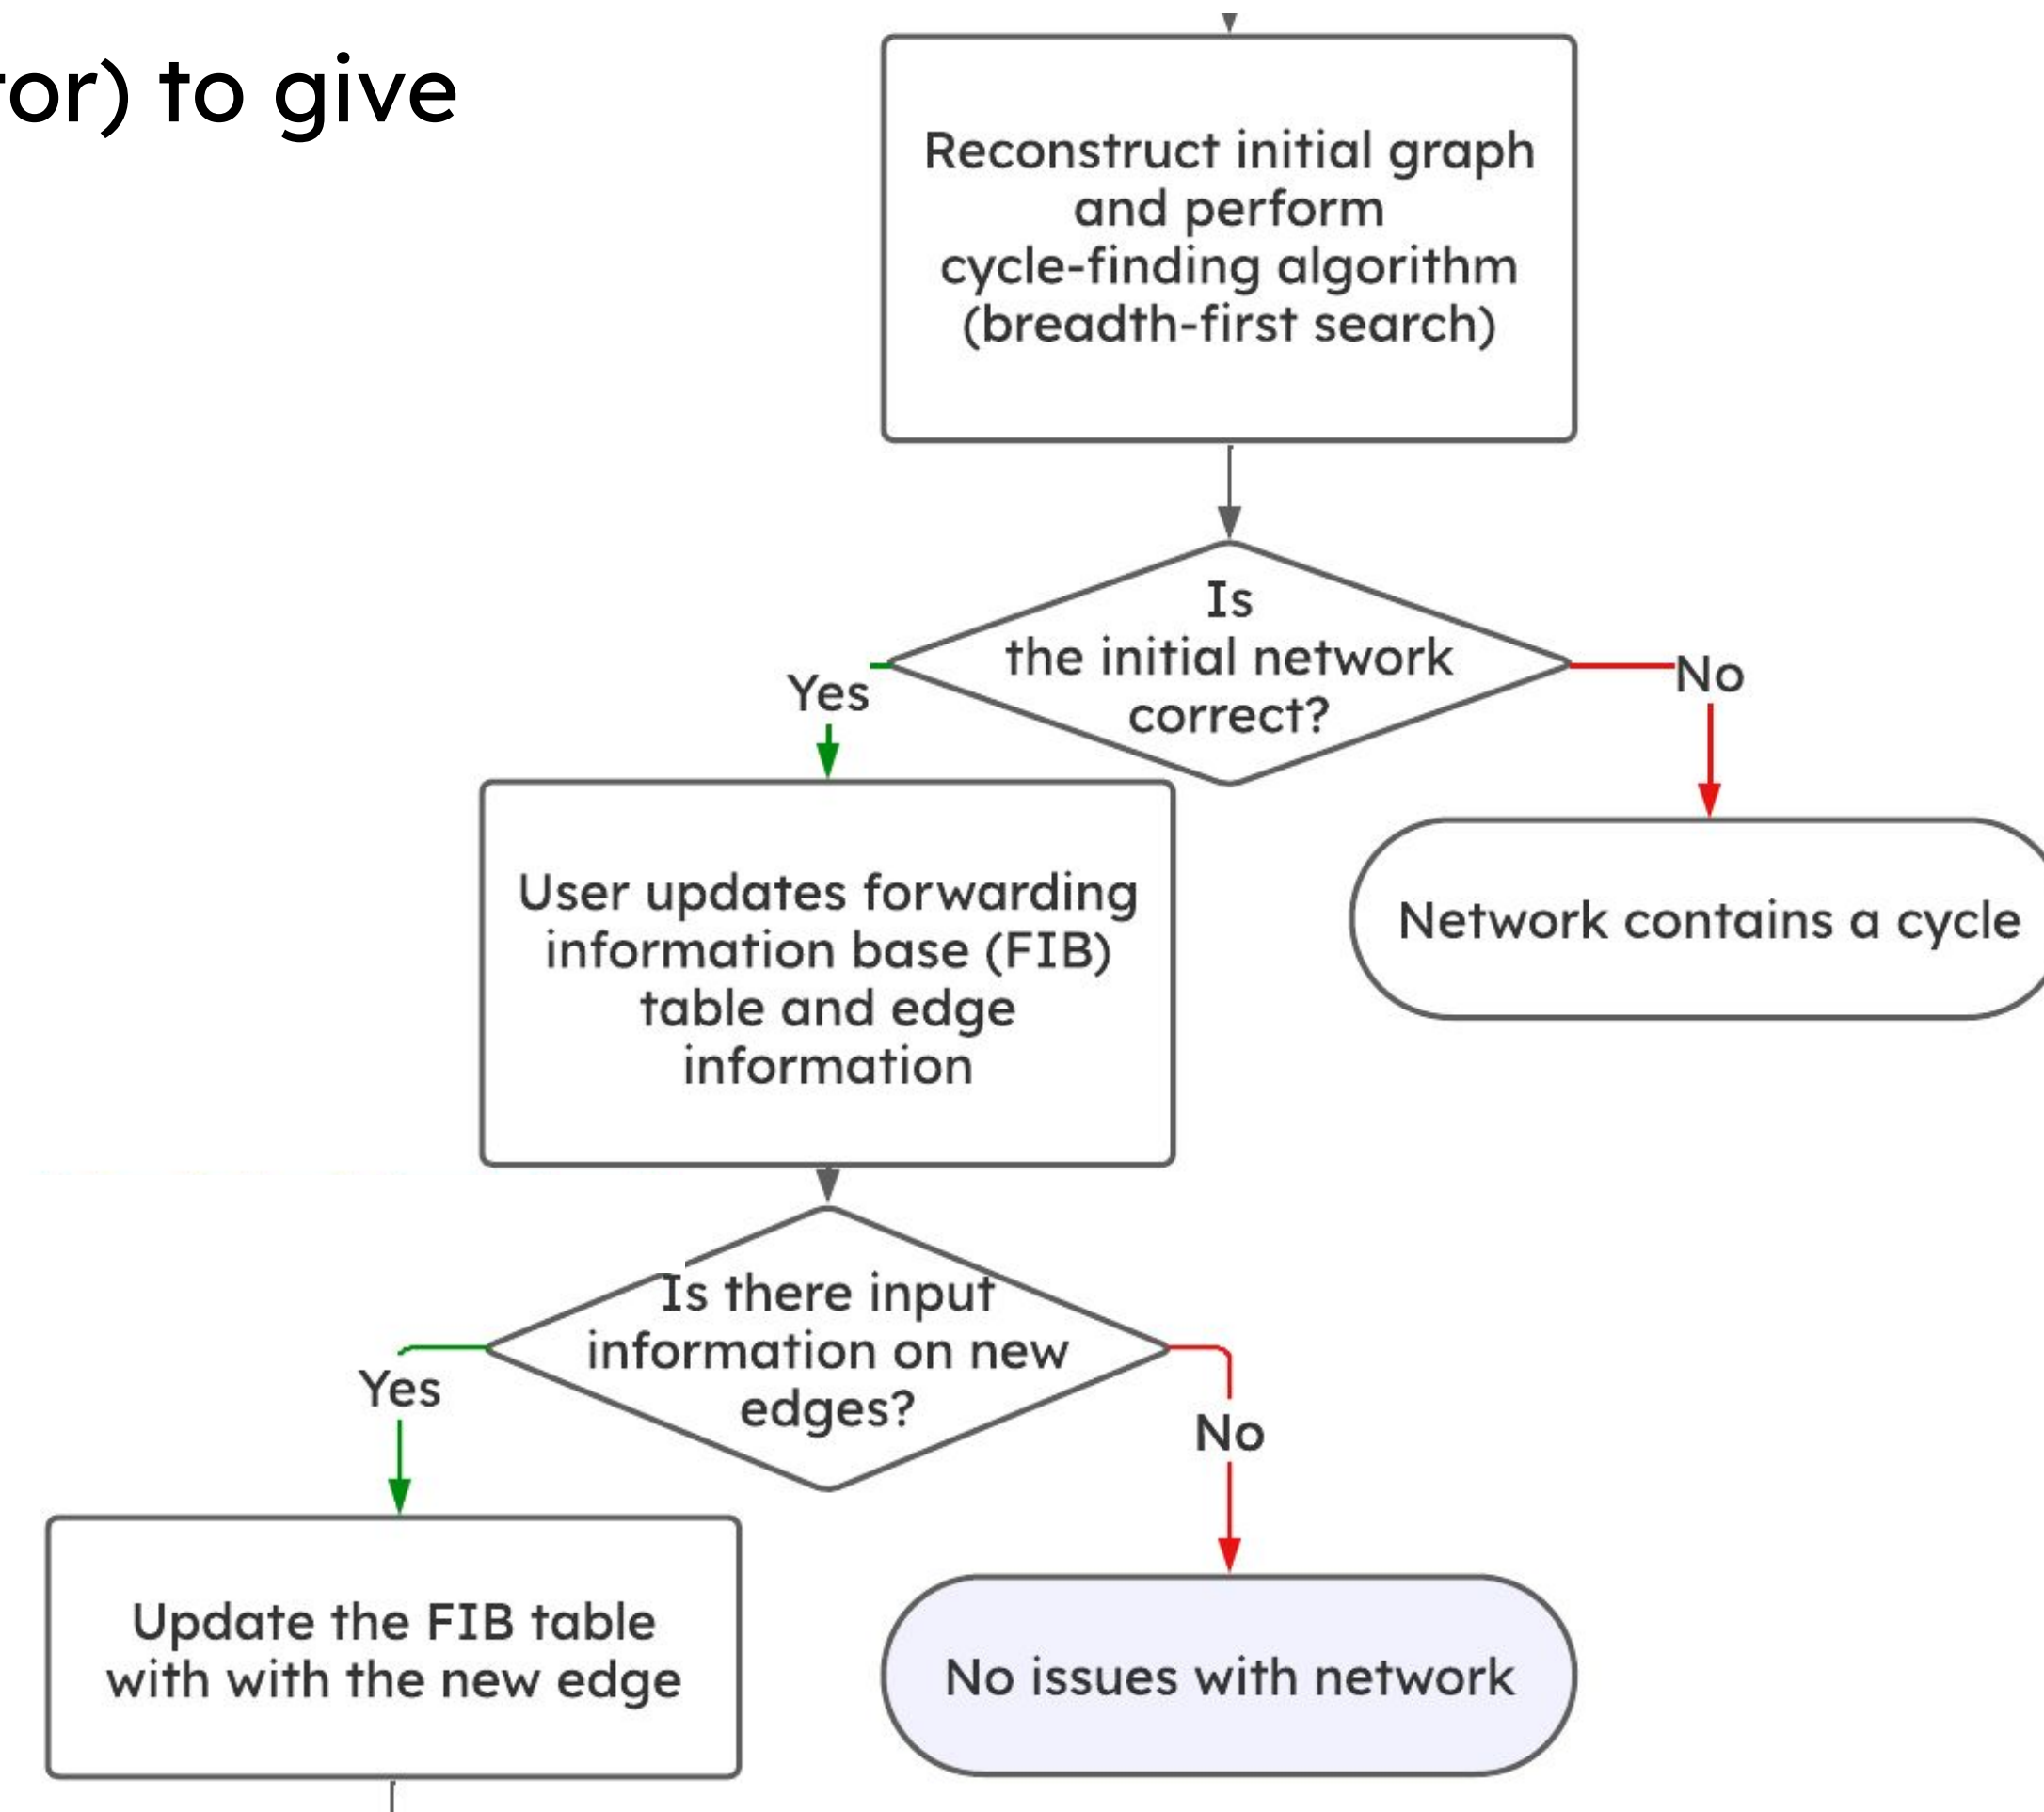 or) to give
Reconstruct initial graph
and perform
cycle-finding algorithm
(breadth-first search)
Is
the initial network
correct?
Yes
No
User updates forwarding
information base (FIB)
table and edge
information
Network contains a cycle
Is there input
information on new
edges?
Yes
No
Update the FIB table
with with the new edge
No issues with network